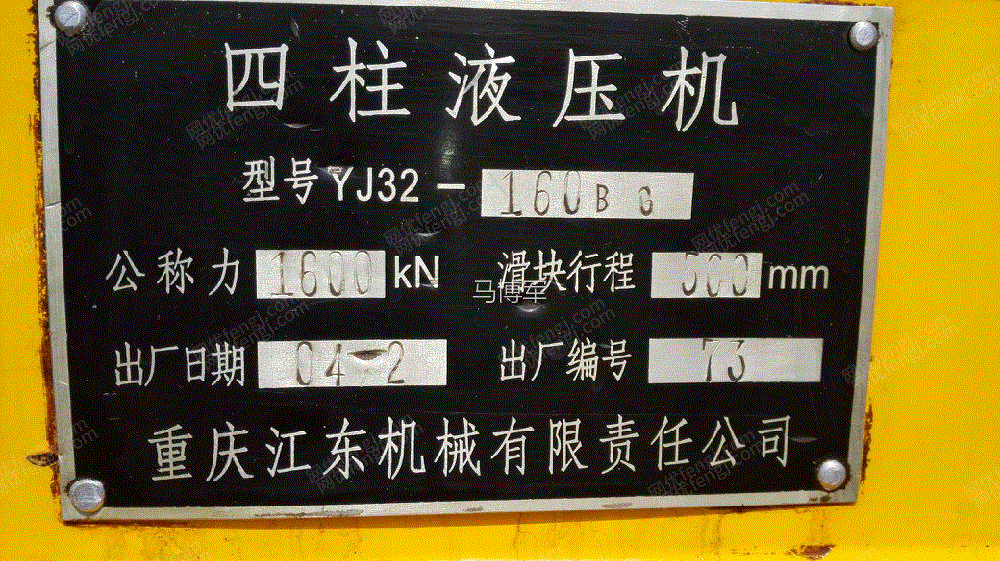 四柱液压机
型号YJ32-160BG
公称力 1600 kN 滑块行程 500 mm
马博军
出厂日期 04-2 出厂编号 73
重庆江东机械有限责任公司